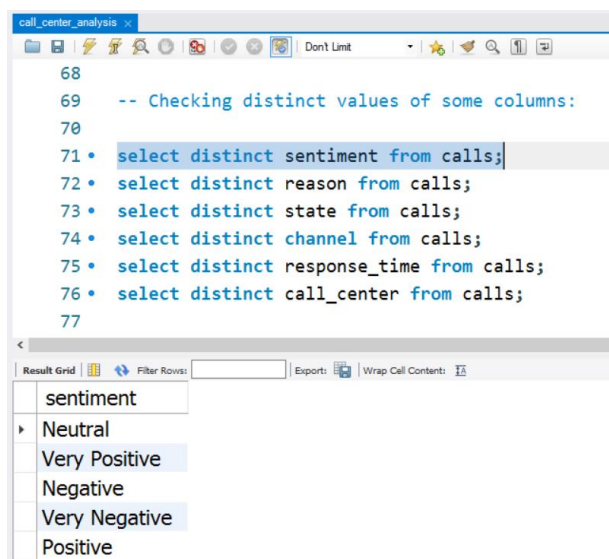 call_center_analysis
Don't Limit
68
69 -- Checking distinct values of some columns:
70
71 select distinct sentiment from calls;
72 select distinct reason from calls;
73 select distinct state from calls;
74 select distinct channel from calls;
75 select distinct response_time from calls;
76 select distinct call_center from calls;
77
Result Grid Filter Rows: Export: Wrap Cell Content:
sentiment
Neutral
Very Positive
Negative
Very Negative
Positive